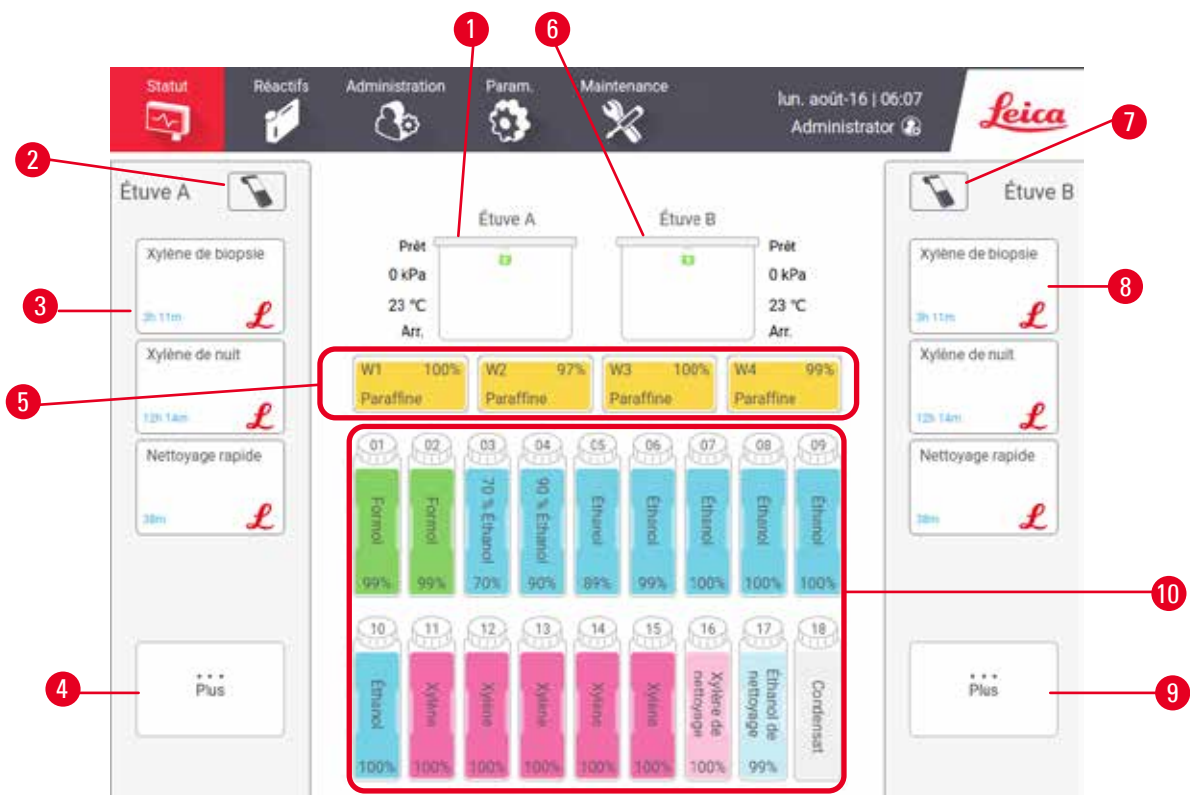 1
6
Statut
Réactifs
Administration
Param.
Maintenance
lun. août-16 | 06:07
Administrator
Leica
7
2
Étuve A
Étuve B
Étuve A
Étuve B
Xylène de biopsie
3h 11m
L
3
Prêt
0 kPa
23 °C
Arr.
Prêt
0 kPa
23 °C
Arr.
Xylène de biopsie
3h 11m
L
8
Xylène de nuit
12h 14m
L
5
W1 100%
Paraffine
W2 97%
Paraffine
W3 100%
Paraffine
W4 99%
Paraffine
Xylène de nuit
12h 14m
L
Nettoyage rapide
38m
L
01
Formol
99%
02
Formol
99%
03
70 % Éthanol
70%
04
90 % Éthanol
90%
05
Éthanol
89%
06
Éthanol
99%
07
Éthanol
100%
08
Éthanol
100%
09
Éthanol
100%
Nettoyage rapide
38m
L
10
4
... Plus
10
Éthanol
100%
11
Xylène
100%
12
Xylène
100%
13
Xylène
100%
14
Xylène
100%
15
Xylène
100%
16
Xylène de
nettoyage
100%
17
Éthanol de
nettoyage
99%
18
Condensat
... Plus
9